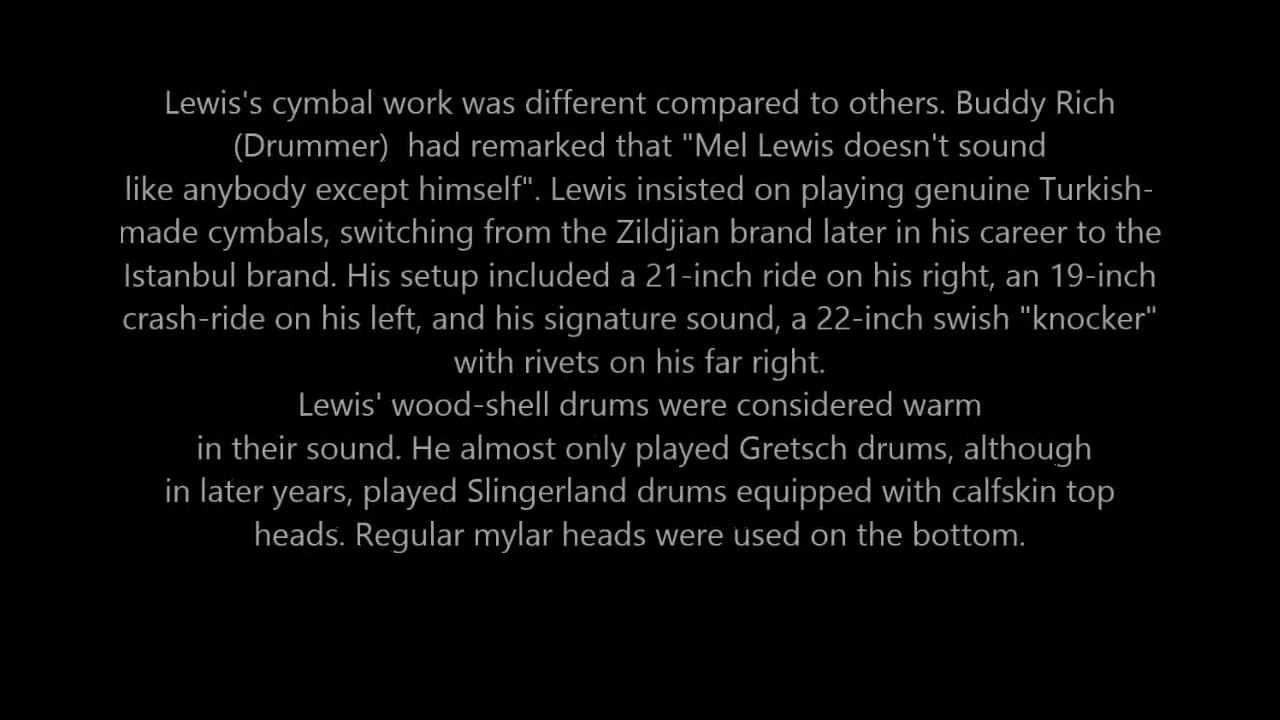 Lewis's cymbal work was different compared to others. Buddy Rich
(Drummer)  had remarked that "Mel Lewis doesn't sound
like anybody except himself". Lewis insisted on playing genuine Turkish-
made cymbals, switching from the Zildjian brand later in his career to the
Istanbul brand. His setup included a 21-inch ride on his right, an 19-inch
crash-ride on his left, and his signature sound, a 22-inch swish "knocker"
with rivets on his far right.
Lewis' wood-shell drums were considered warm
in their sound. He almost only played Gretsch drums, although
in later years, played Slingerland drums equipped with calfskin top
heads. Regular mylar heads were used on the bottom.